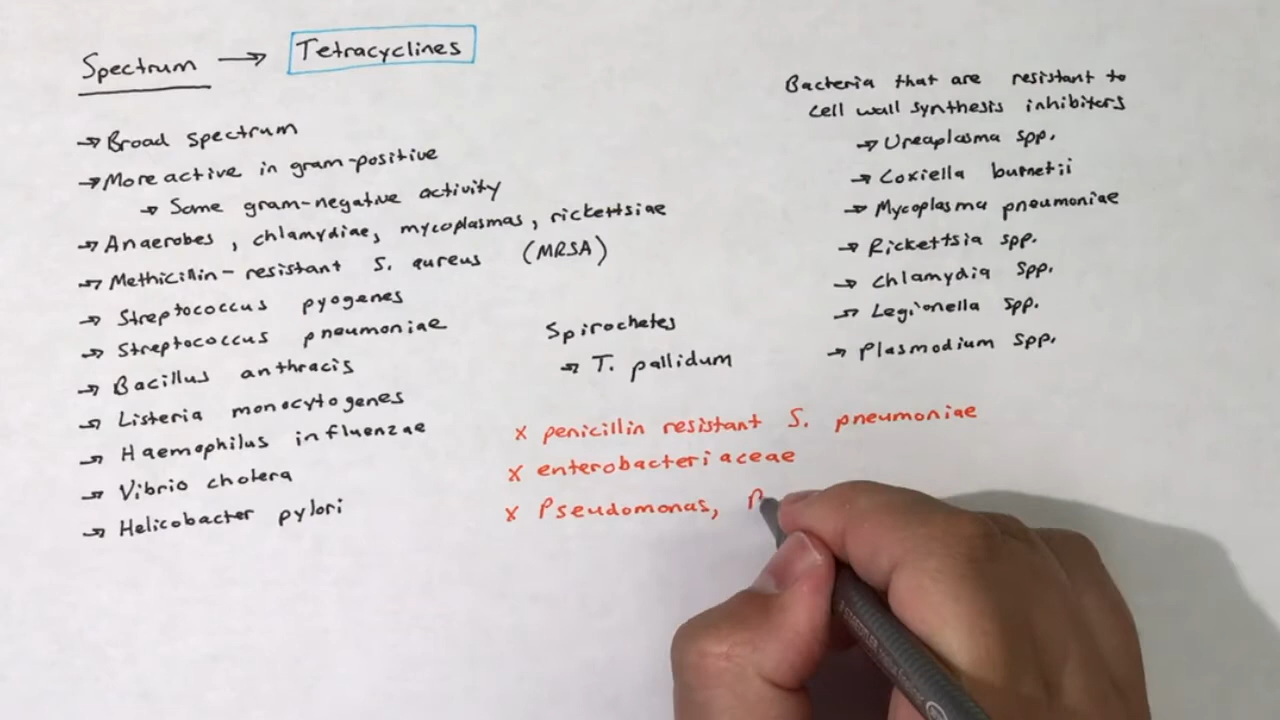 Spectrum → Tetracyclines
→ Broad spectrum
→ More active in gram-positive
→ Some gram-negative activity
→ Anaerobes, chlamydiae, mycoplasmas, rickettsiae
→ Methicillin-resistant S. aureus (MRSA)
→ Streptococcus pyogenes
→ Streptococcus pneumoniae
→ Bacillus anthracis
→ Listeria monocytogenes
→ Haemophilus influenzae
→ Vibrio cholera
→ Helicobacter pylori
Spirochetes
→ T. pallidum
Bacteria that are resistant to
cell wall synthesis inhibitors
→ Ureaplasma spp.
→ Coxiella burnetii
→ Mycoplasma pneumoniae
→ Rickettsia spp.
→ Chlamydia spp.
→ Legionella spp.
→ Plasmodium spp.
x penicillin resistant S. pneumoniae
x enterobacteriaceae
x Pseudomonas, P